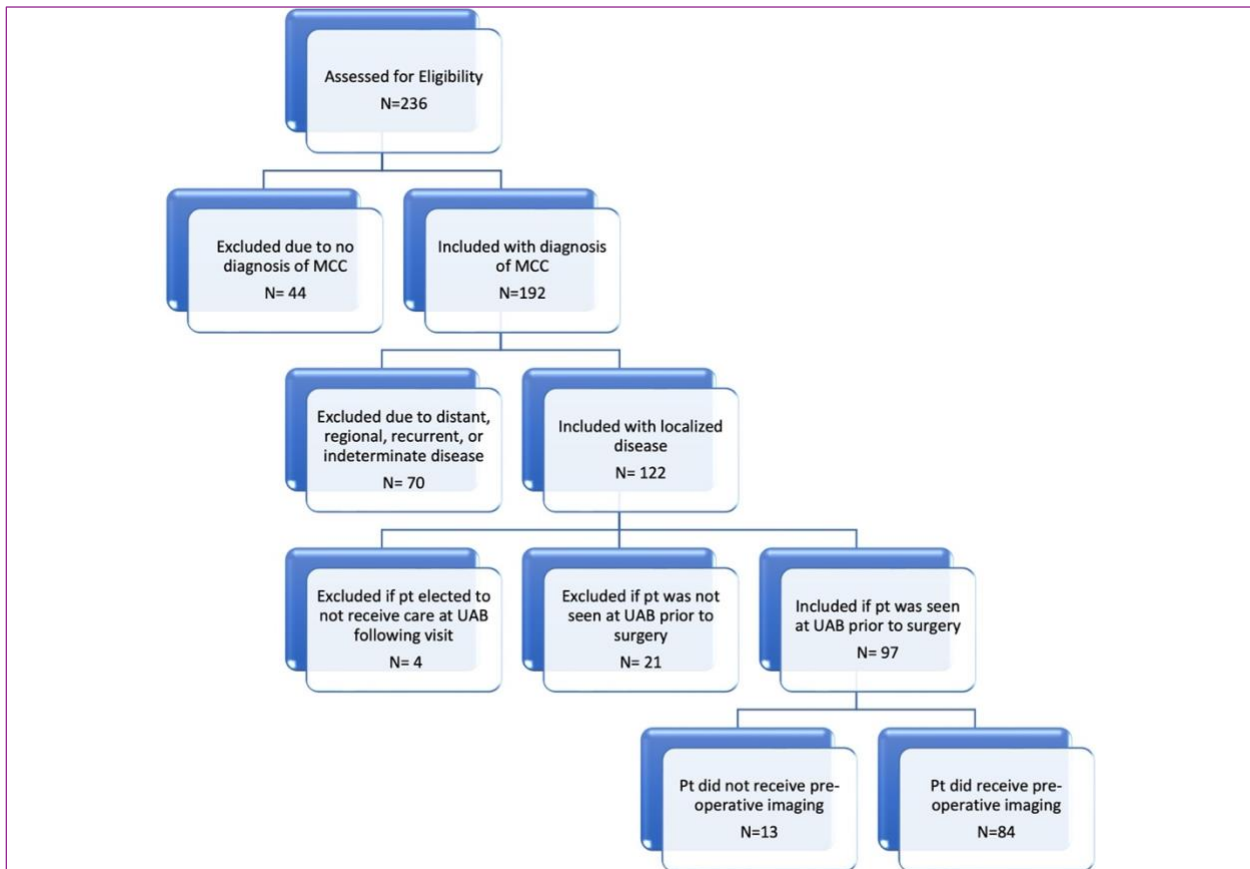 Assessed for Eligibility
N=236
Excluded due to no
diagnosis of MCC
N= 44
Included with diagnosis
of MCC
N=192
Excluded due to distant,
regional, recurrent, or
indeterminate disease
N= 70
Included with localized
disease
N= 122
Excluded if pt elected to
not receive care at UAB
following visit
N= 4
Excluded if pt was not
seen at UAB prior to
surgery
N= 21
Included if pt was seen
at UAB prior to surgery
N= 97
Pt did not receive pre-
operative imaging
N=13
Pt did receive pre-
operative imaging
N=84